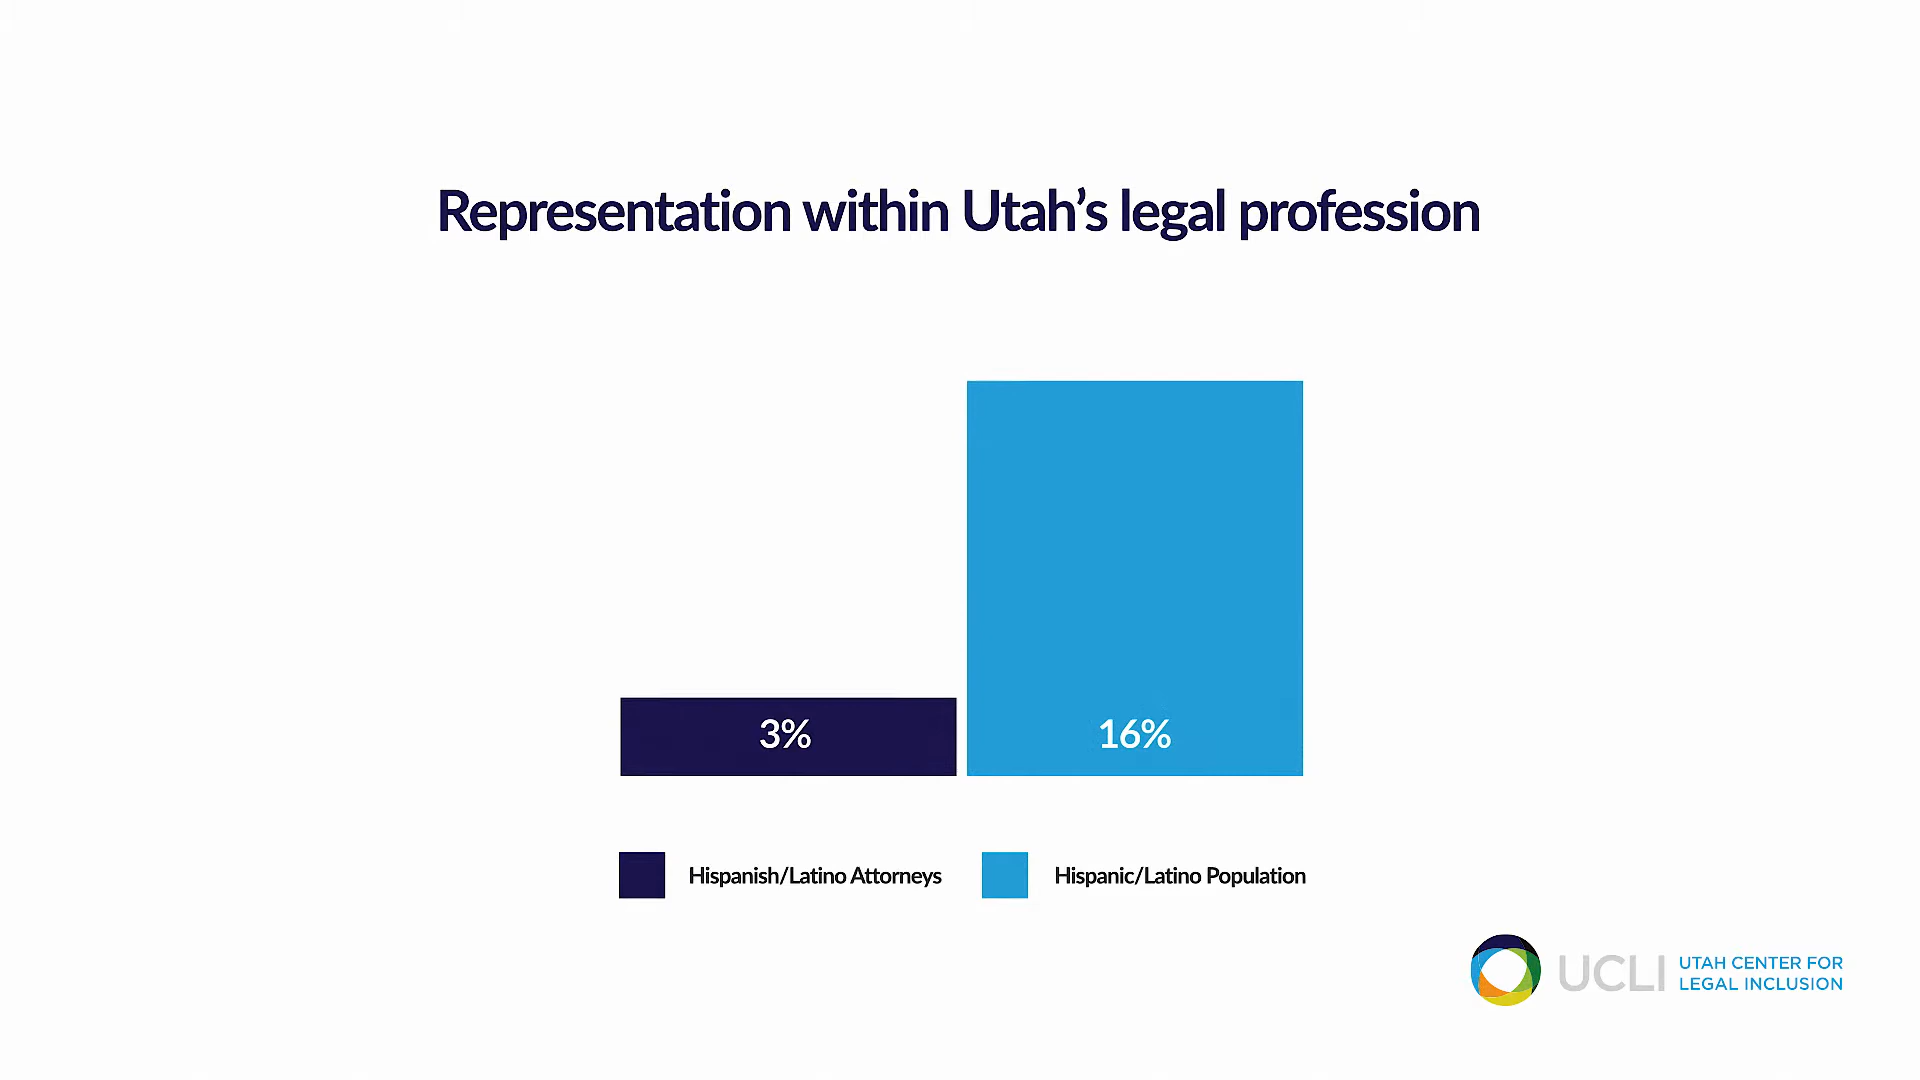 Representation within Utah’s legal profession
3%
16%
Hispanish/Latino Attorneys
Hispanic/Latino Population
UCLI
UTAH CENTER FOR
LEGAL INCLUSION